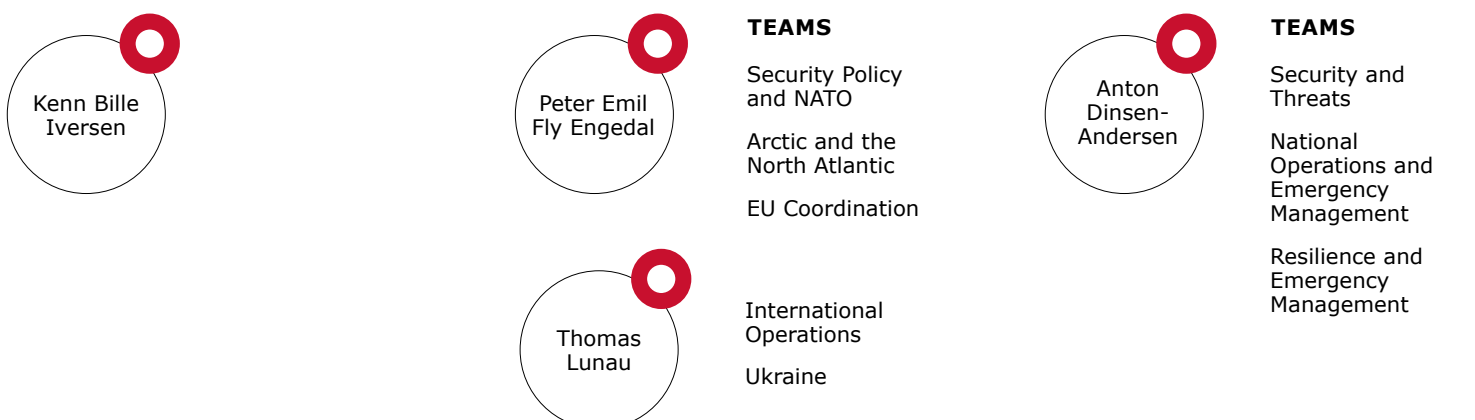 Kenn Bille
Iversen
Peter Emil
Fly Engedal
TEAMS
Security Policy
and NATO
Arctic and the
North Atlantic
EU Coordination
Thomas
Lunau
International
Operations
Ukraine
Anton
Dinsen-
Andersen
TEAMS
Security and
Threats
National
Operations and
Emergency
Management
Resilience and
Emergency
Management